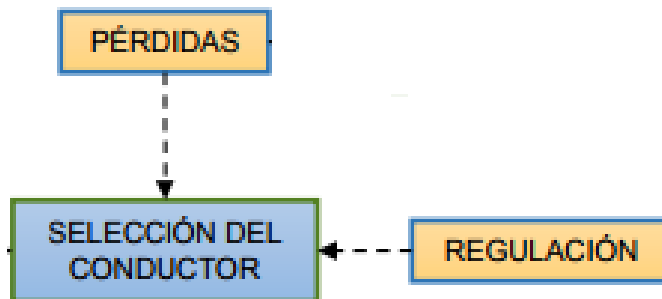 PÉRDIDAS
SELECCIÓN DEL
CONDUCTOR
REGULACIÓN